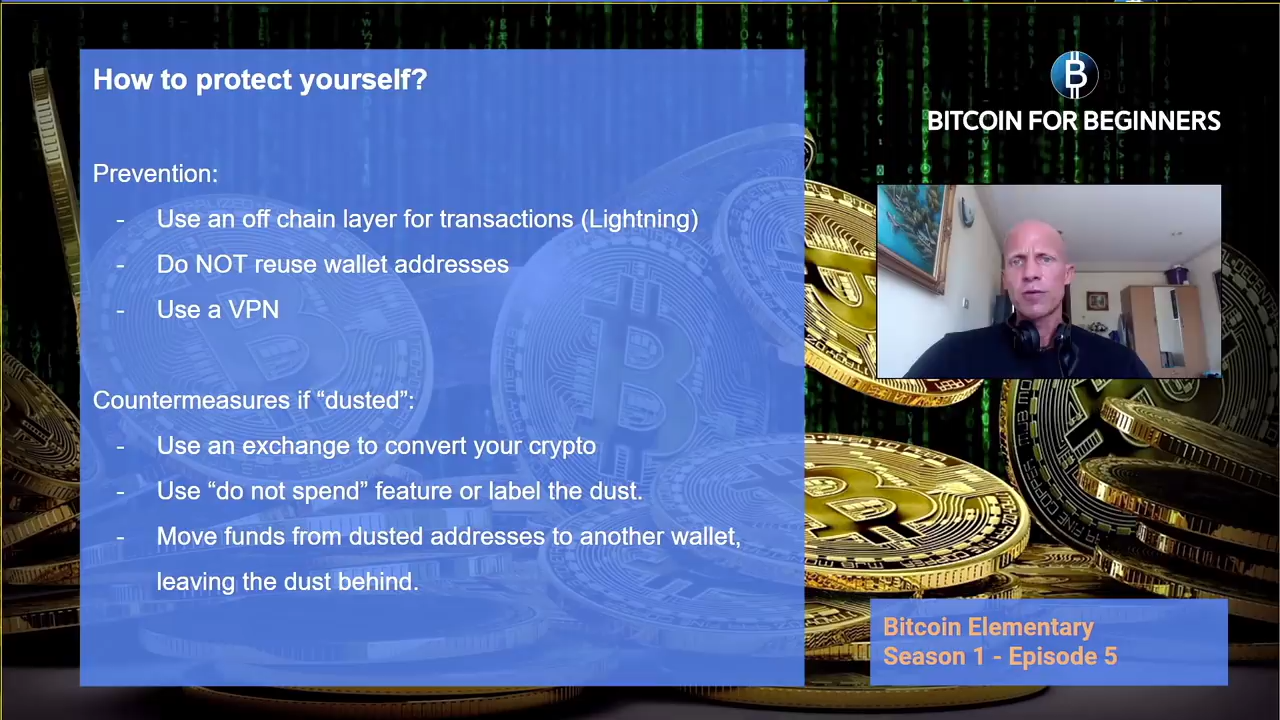 How to protect yourself?
Prevention:
- Use an off chain layer for transactions (Lightning)
- Do NOT reuse wallet addresses
- Use a VPN
Countermeasures if “dusted”:
- Use an exchange to convert your crypto
- Use “do not spend” feature or label the dust.
- Move funds from dusted addresses to another wallet,
leaving the dust behind.
BITCOIN FOR BEGINNERS
Bitcoin Elementary
Season 1 - Episode 5